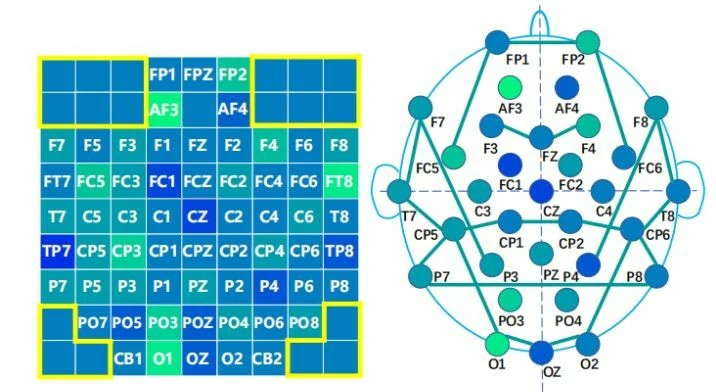 FP1 FPZ FP2
AF3 AF4
F7 F5 F3 F1 FZ F2 F4 F6 F8
FT7 FC5 FC3 FC1 FCZ FC2 FC4 FC6 FT8
T7 C5 C3 C1 CZ C2 C4 C6 T8
TP7 CP5 CP3 CP1 CPZ CP2 CP4 CP6 TP8
P7 P5 P3 P1 PZ P2 P4 P6 P8
PO7 PO5 PO3 POZ PO4 PO6 PO8
CB1 O1 OZ O2 CB2
FP1 FP2
AF3 AF4
F7 F8
F3 FZ F4
FC5 FC1 FC2 FC6
T7 C3 CZ C4 T8
CP5 CP1 CP2 CP6
P7 P3 PZ P4 P8
PO3 PO4
O1 OZ O2